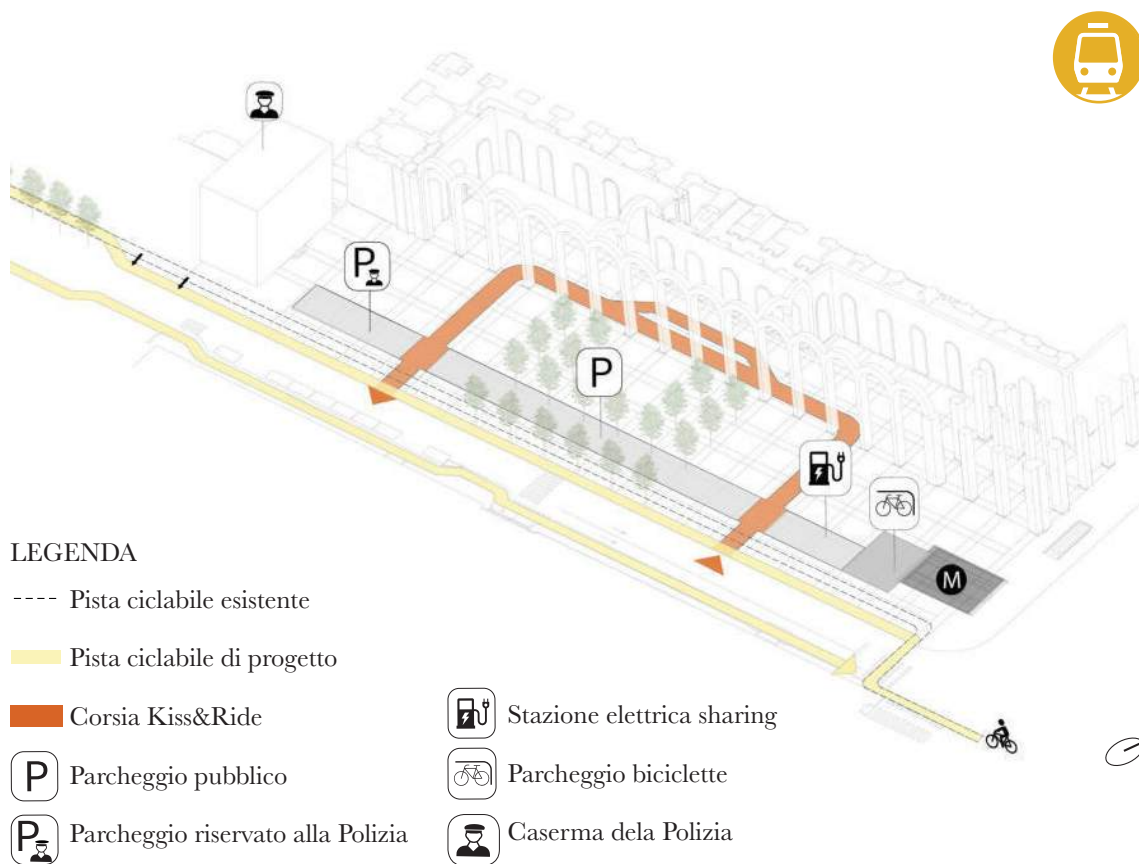 P
P
M
LEGENDA
Pista ciclabile esistente
Pista ciclabile di progetto
Corsia Kiss&Ride
P Parcheggio pubblico
P Parcheggio riservato alla Polizia
Stazione elettrica sharing
Parcheggio biciclette
Caserma dela Polizia